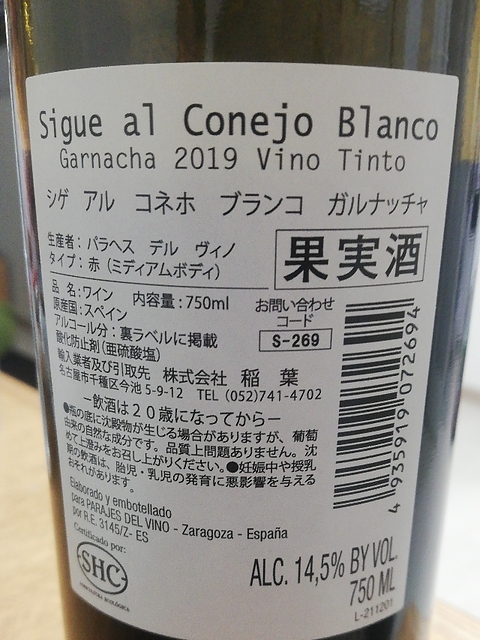 Sigue al Conejo Blanco
Garnacha 2019 Vino Tinto
シゲ アル コネホ ブランコ ガルナッチャ
生産者：パラヘス デル ヴィノ
タイプ：赤（ミディアムボディ）
果実酒
品 名：ワイン 内容量：750ml
原産国：スペイン
アルコール分：裏ラベルに掲載
酸化防止剤（亜硫酸塩）
お問い合わせ
コード
S-269
輸入業者及び引取先 株式会社 稲 葉
名古屋市千種区今池 5-9-12 TEL (052)741-4702
ー飲酒は２０歳になってからー
●瓶の底に沈殿物が生じる場合がありますが、葡萄
由来の自然な成分です。品質上問題ありません。沈
めて上澄みをお召し上がりください。●妊娠中や授乳
期の飲酒は、胎児・乳児の発育に悪影響を与える
おそれがあります。
4 935919 072694
Elaborado y embotellado
para PARAJES DEL VINO - Zaragoza - España
por R.E. 3145/Z- ES
Certificado por:
SHC
ALC. 14,5% BY VOL.
750 ML
L-211201